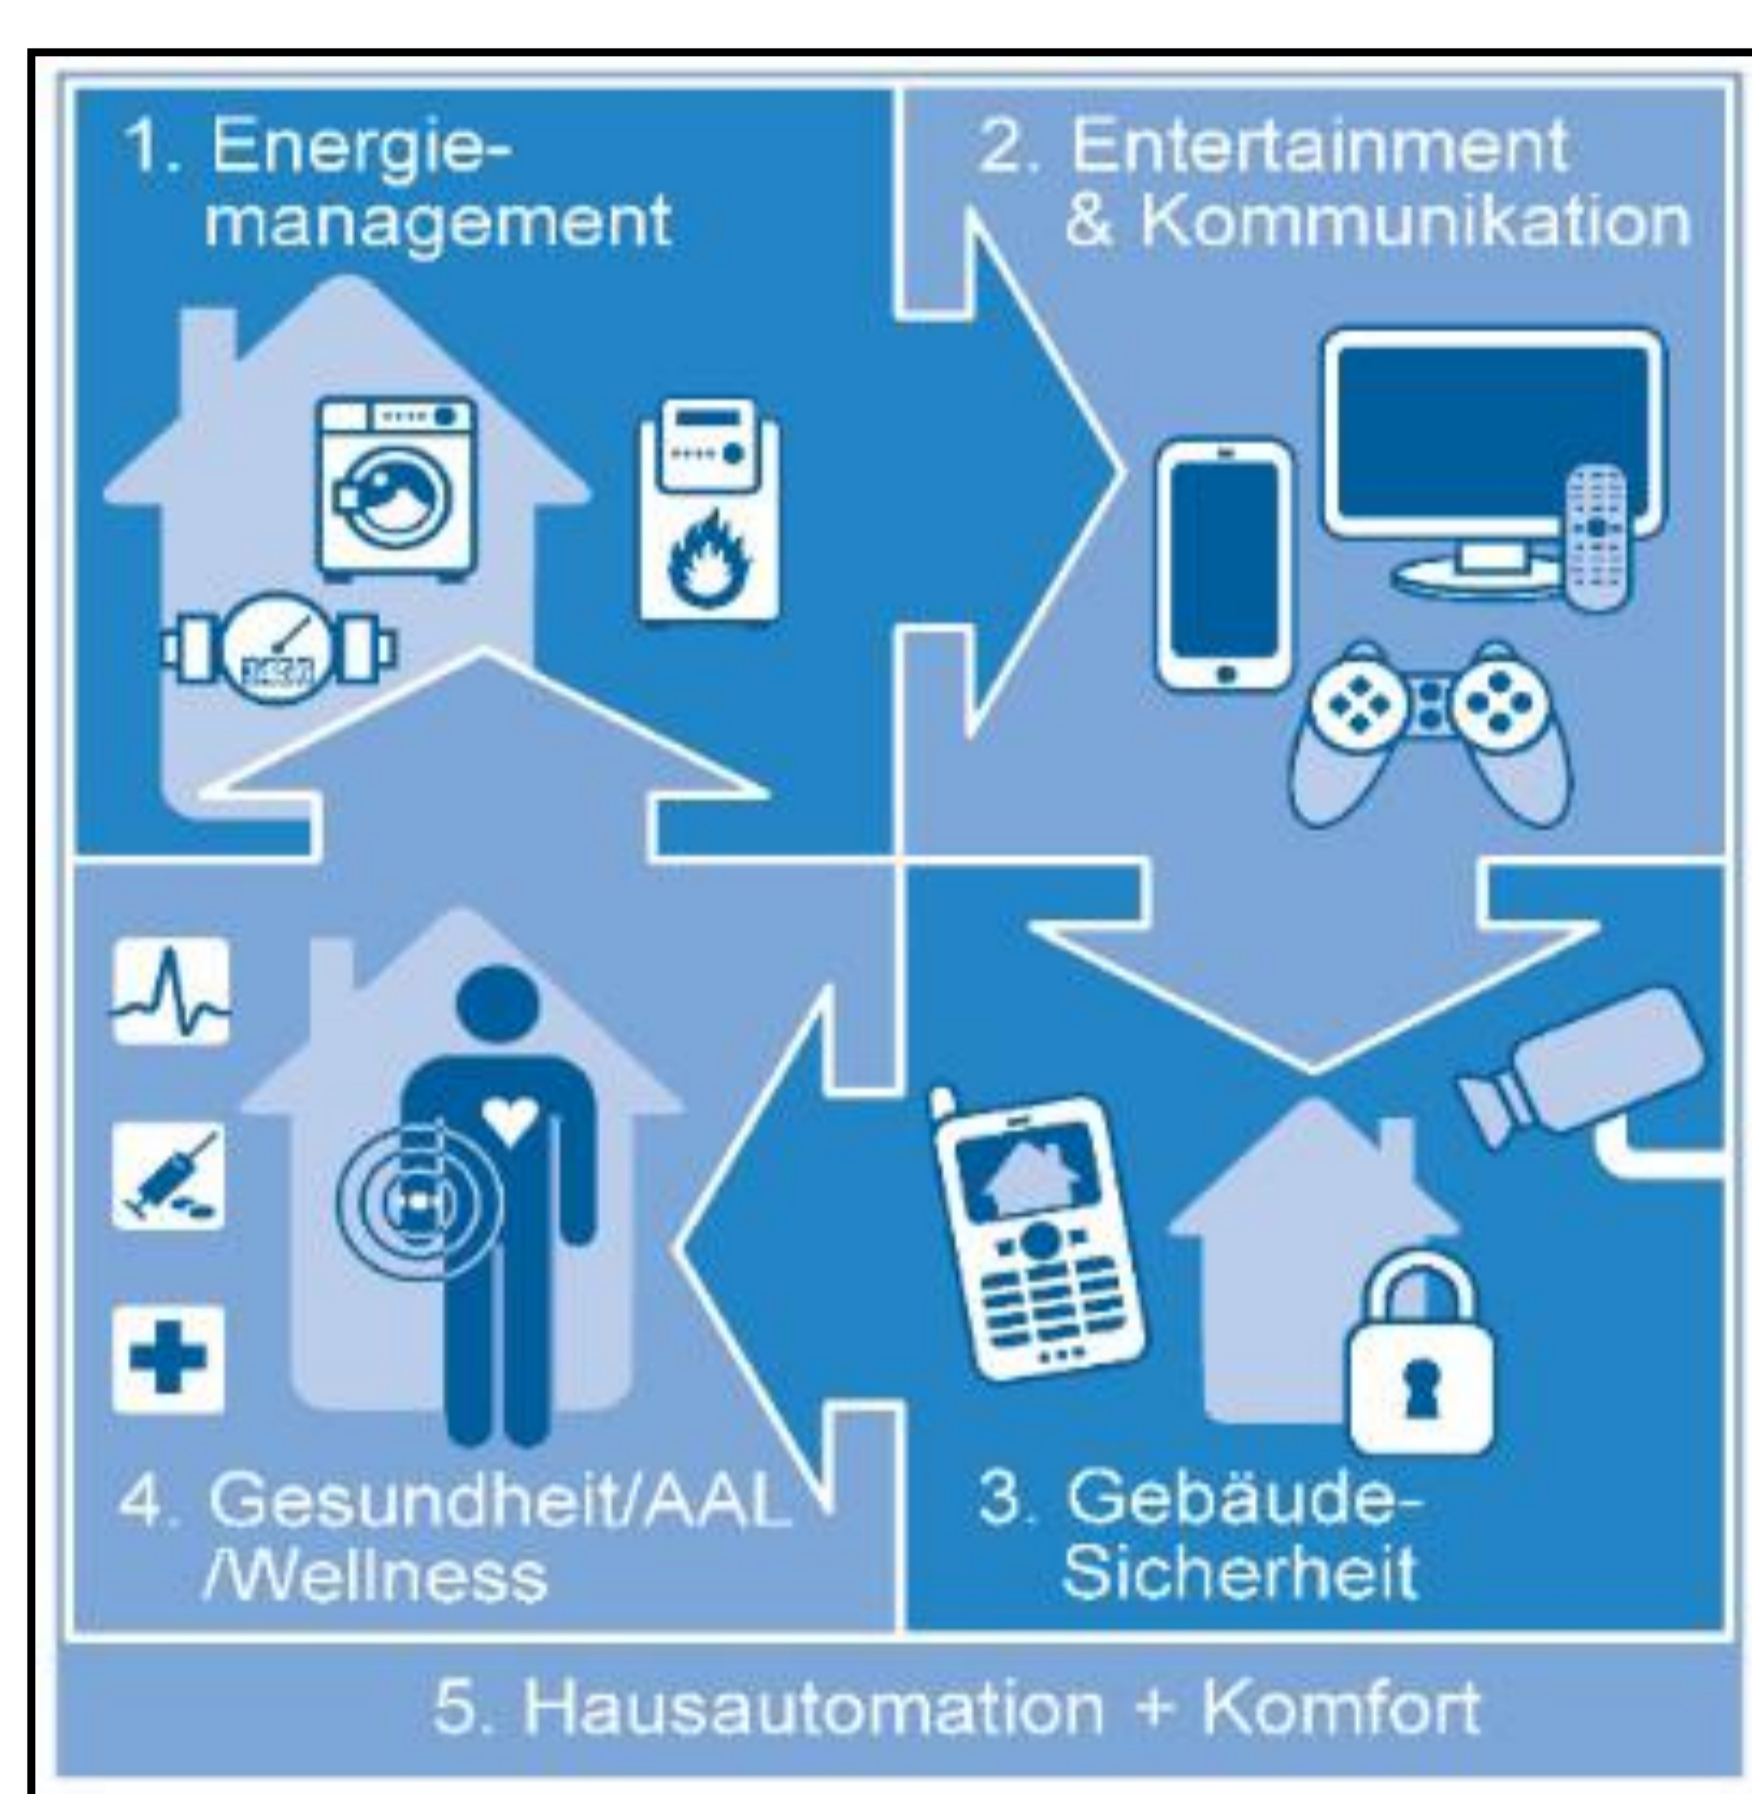 1. Energie-
management
2. Entertainment
& Kommunikation
4. Gesundheit/AAL
/Wellness
3. Gebäude-
Sicherheit
5. Hausautomation + Komfort